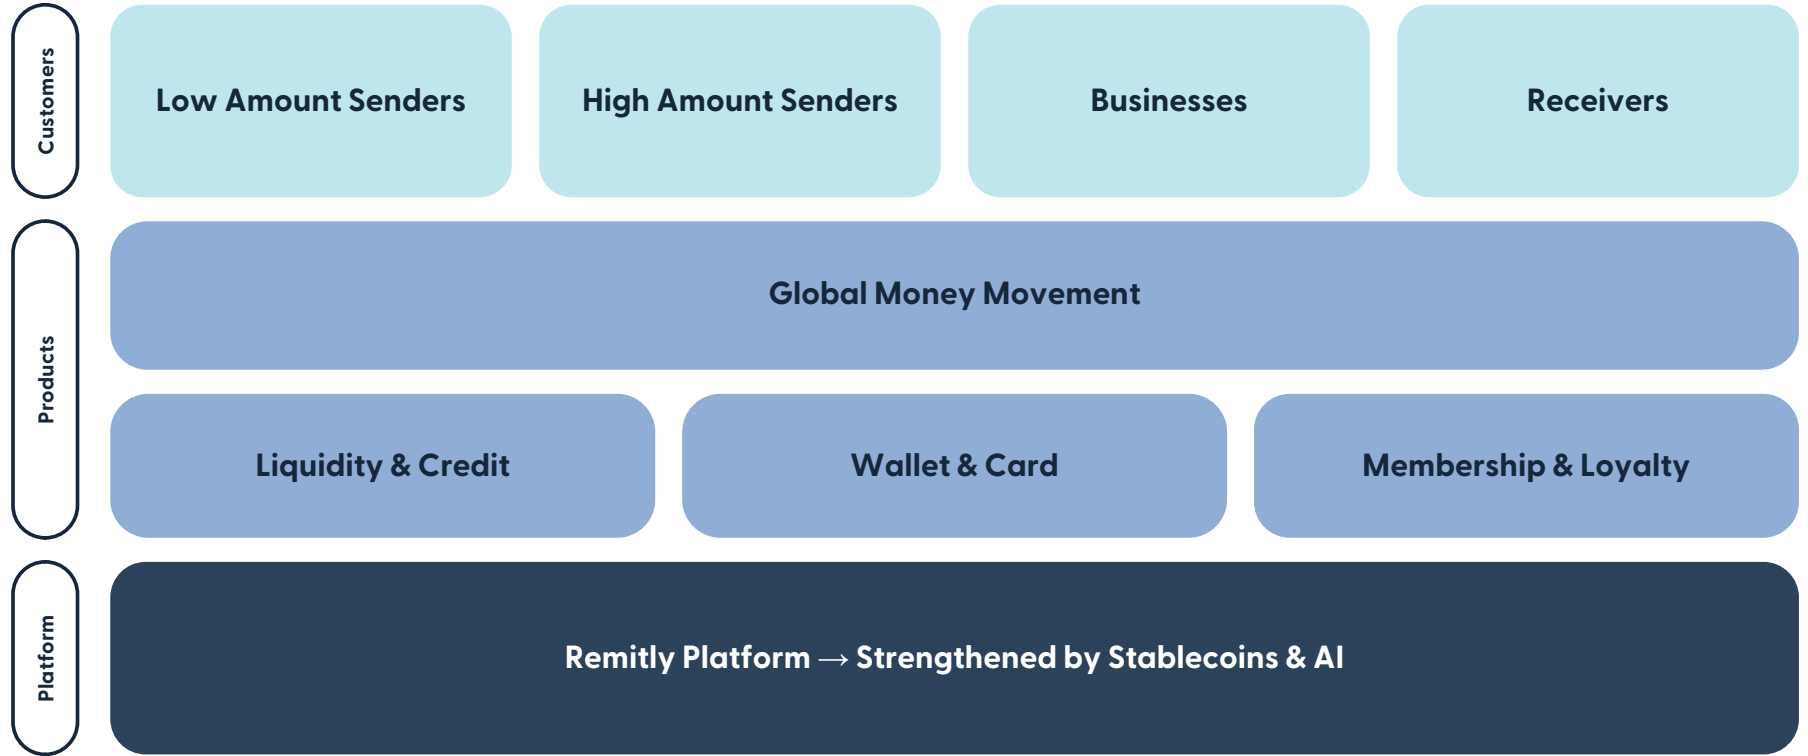 Customers
Low Amount Senders
High Amount Senders
Businesses
Receivers
Products
Global Money Movement
Liquidity & Credit
Wallet & Card
Membership & Loyalty
Platform
Remitly Platform → Strengthened by Stablecoins & AI